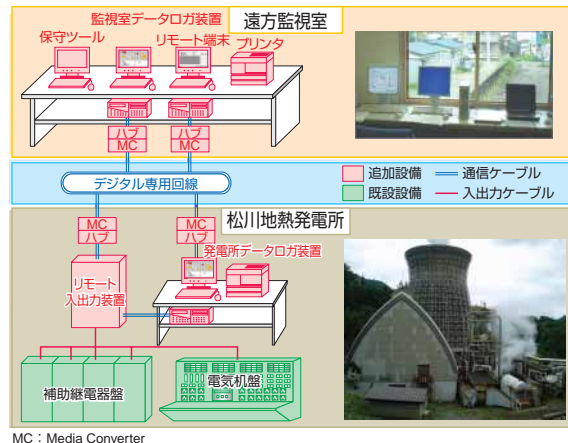 監視室データロガ装置
遠方監視室
保守ツール
リモート端末
プリンタ
ハブ
MC
ハブ
MC
デジタル専用回線
追加設備
通信ケーブル
既設設備
入出力ケーブル
松川地熱発電所
MC
ハブ
MC
ハブ
発電所データロガ装置
リモート
入出力装置
補助継電器盤
電気机盤
MC:Media Converter